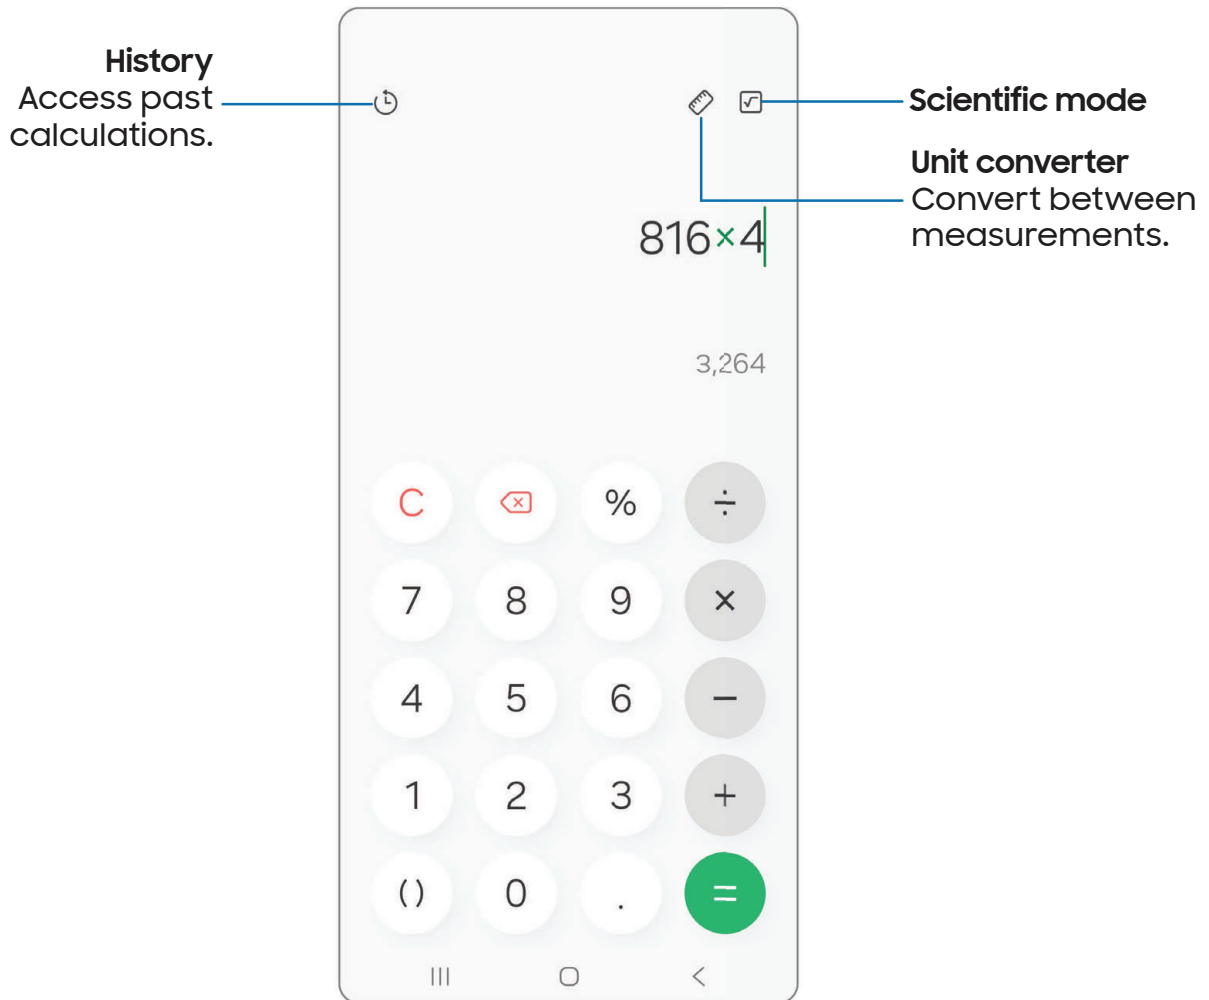 History
Access past
calculations.
Scientific mode
Unit converter
Convert between
measurements.
816×4
3,264
C % ÷
7 8 9 ×
4 5 6 −
1 2 3 +
( ) 0 . =